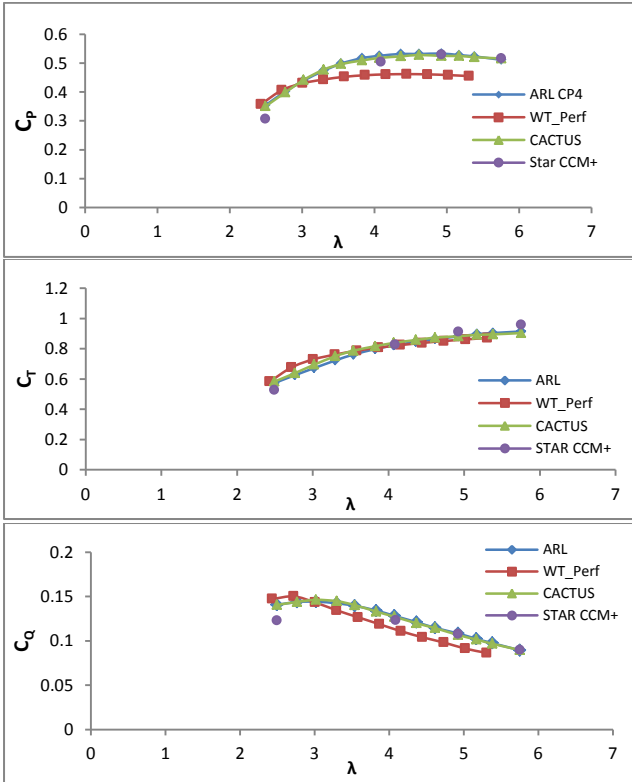 0.6
0.5
0.4
0.3
0.2
0.1
0
C_P
0 1 2 3 4 5 6 7
λ
ARL CP4
WT_Perf
CACTUS
Star CCM+
1.2
1
0.8
0.6
0.4
0.2
0
C_T
0 1 2 3 4 5 6 7
λ
ARL
WT_Perf
CACTUS
STAR CCM+
0.2
0.15
0.1
0.05
0
C_Q
0 1 2 3 4 5 6 7
λ
ARL
WT_Perf
CACTUS
STAR CCM+